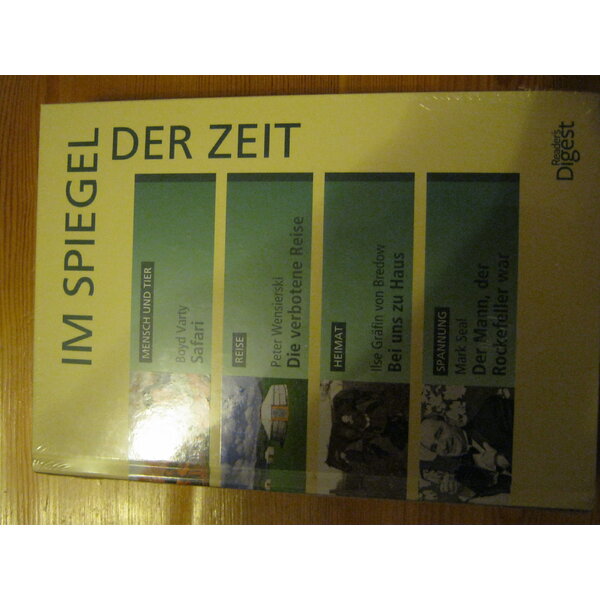 IM SPIEGEL
DER ZEIT
MENSCH UND TIER
Boyd Varty
Safari
REISE
Peter Wensierski
Die verbotene Reise
HEIMAT
Ilse Gräfin von Bredow
Bei uns zu Haus
SPANNUNG
Mark Seal
Der Mann, der
Rockefeller war
Reader's
Digest